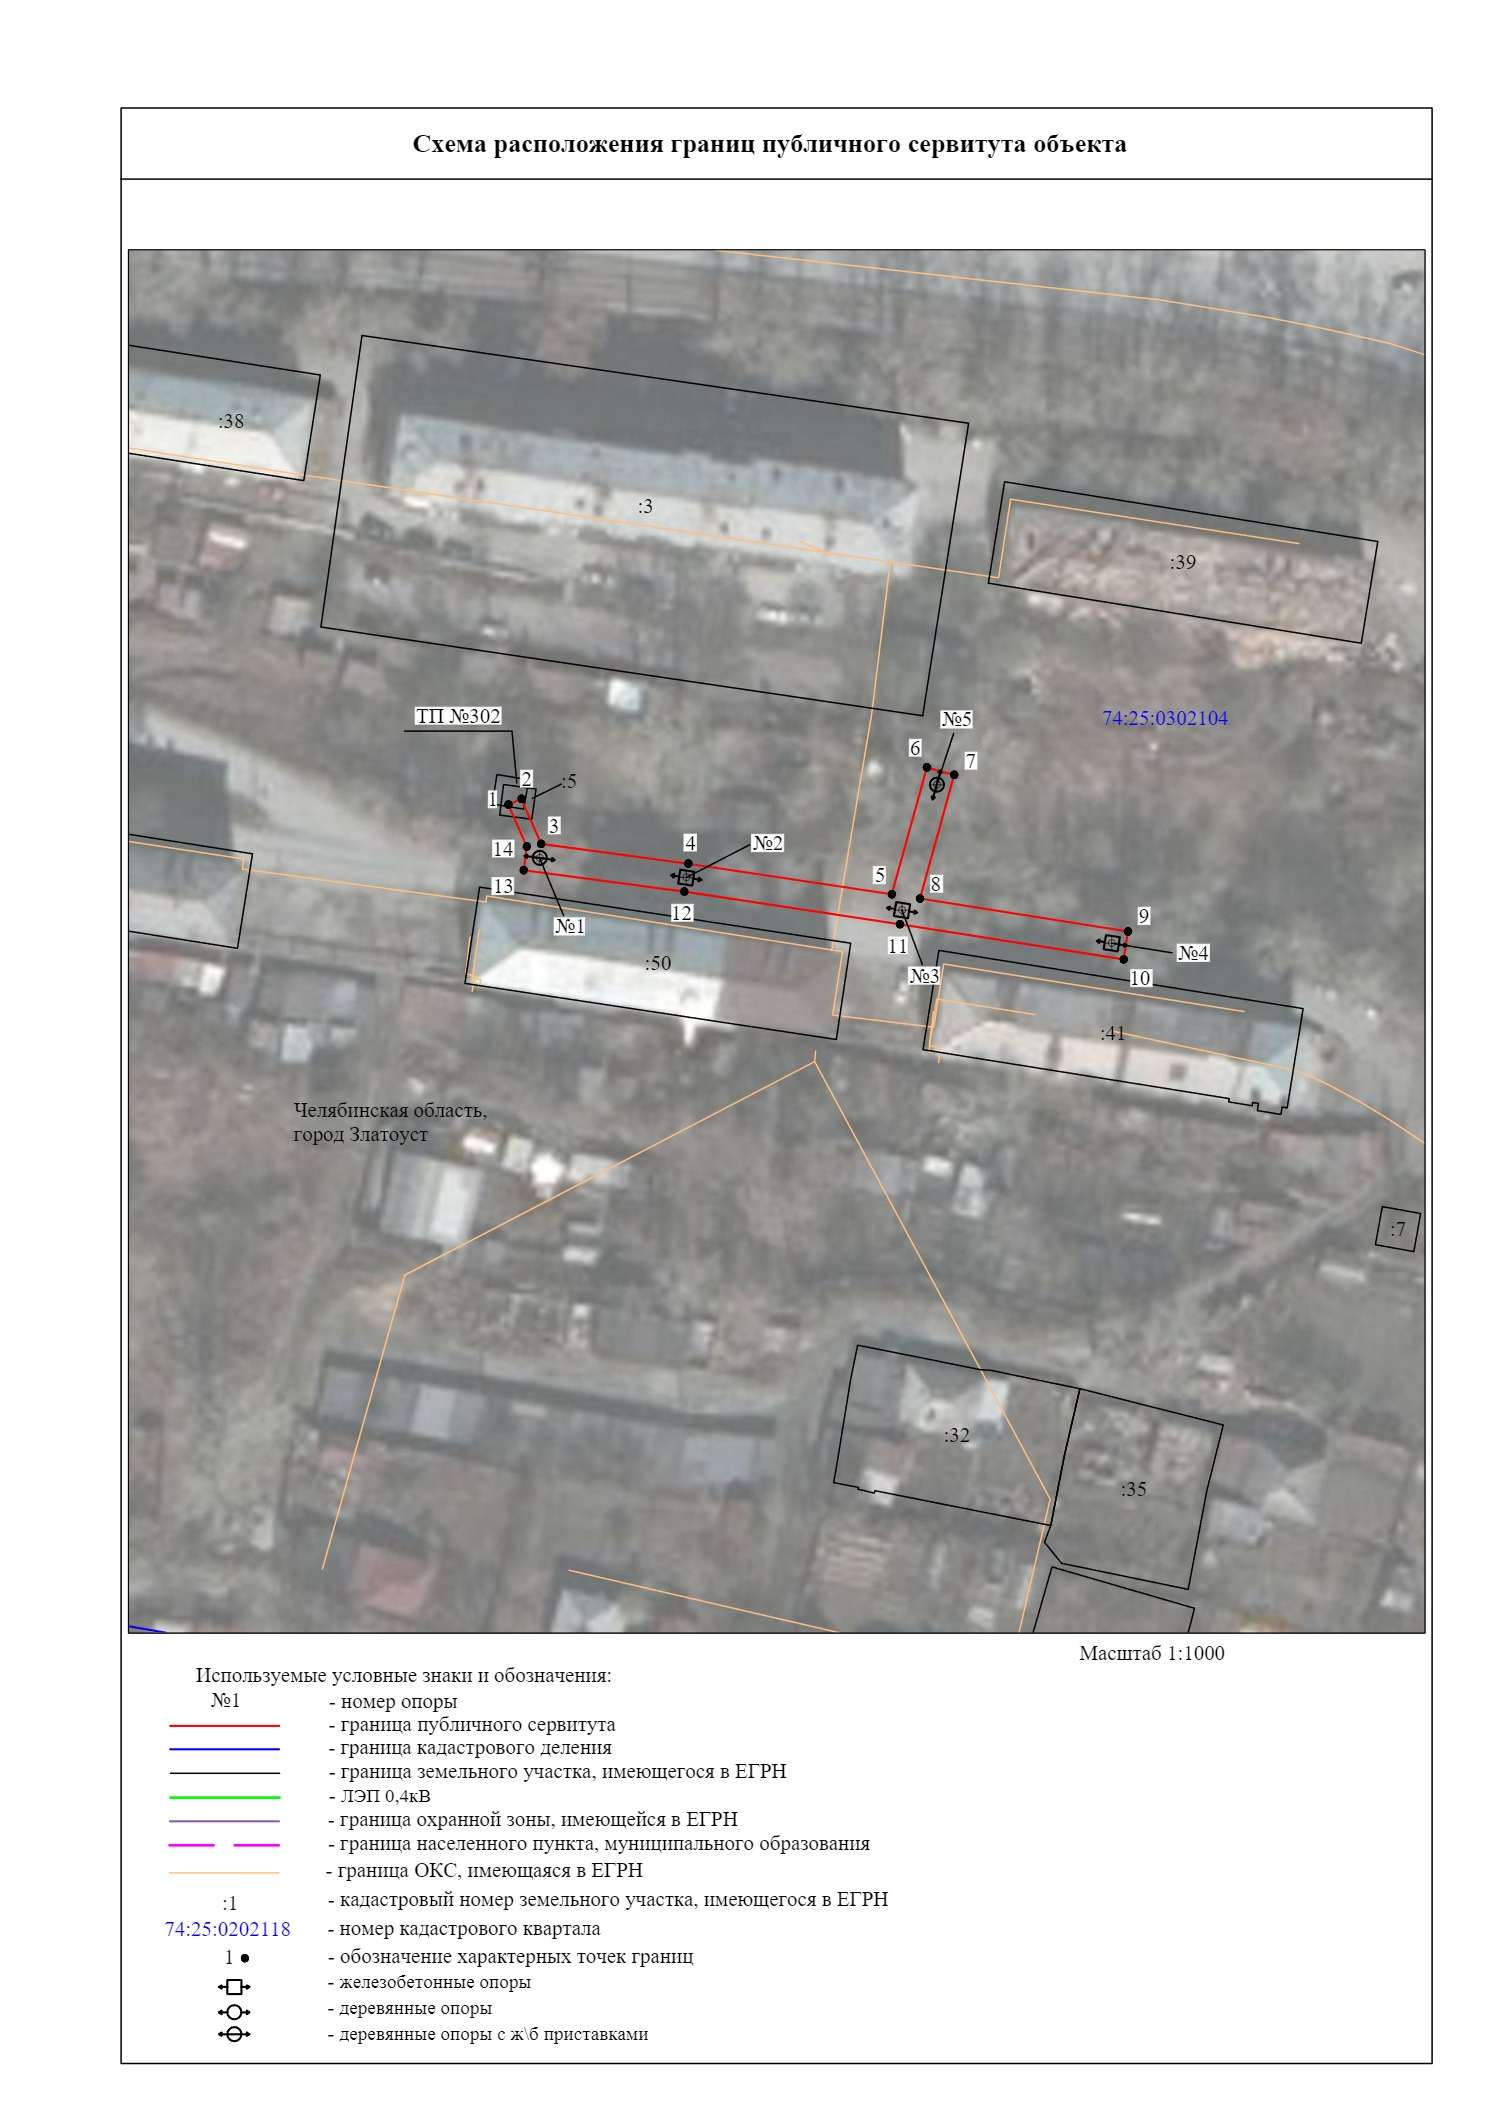 Схема расположения границ публичного сервитута объекта
:38
:3
:39
ТП №302
№5
74:25:0302104
6
7
2
:5
1
3
4
№2
14
5
8
13
12
9
№1
11
№4
:50
№3
10
:41
Челябинская область,
город Златоуст
:7
:32
:35
Масштаб 1:1000
Используемые условные знаки и обозначения:
№1 - номер опоры
- граница публичного сервитута
- граница кадастрового деления
- граница земельного участка, имеющегося в ЕГРН
- ЛЭП 0,4кВ
- граница охранной зоны, имеющейся в ЕГРН
- граница населенного пункта, муниципального образования
- граница ОКС, имеющаяся в ЕГРН
:1 - кадастровый номер земельного участка, имеющегося в ЕГРН
74:25:0202118 - номер кадастрового квартала
1 - обозначение характерных точек границ
- железобетонные опоры
- деревянные опоры
- деревянные опоры с ж\б приставками